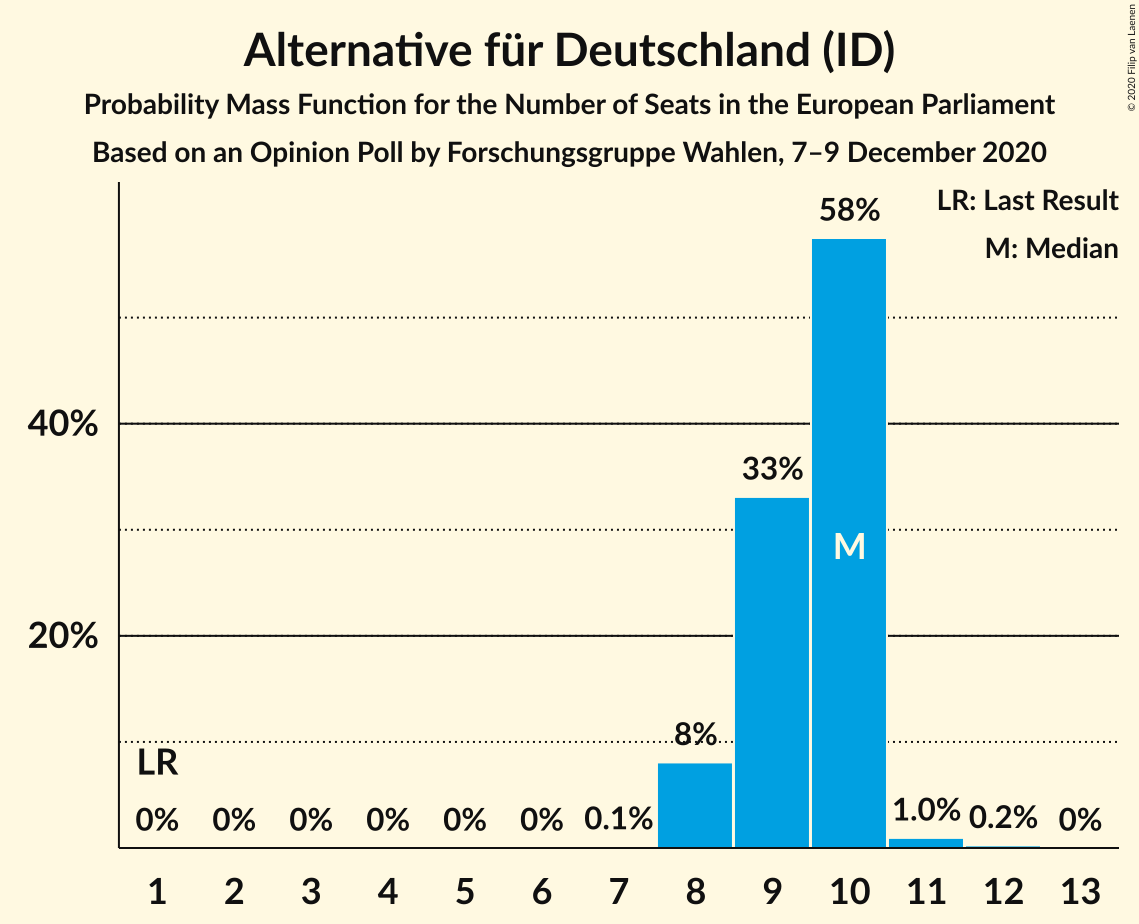 Alternative für Deutschland (ID)
Probability Mass Function for the Number of Seats in the European Parliament
Based on an Opinion Poll by Forschungsgruppe Wahlen, 7–9 December 2020
© 2020 Filip van Laenen
LR: Last Result
M: Median
58%
40%
33%
M
20%
8%
LR
0% 0% 0% 0% 0% 0% 0.1% 1.0% 0.2% 0%
1 2 3 4 5 6 7 8 9 10 11 12 13